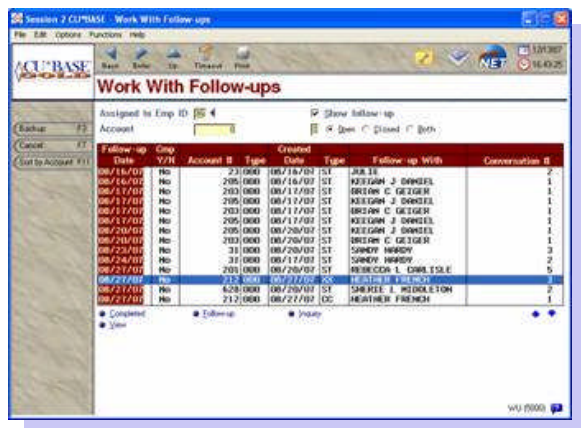 Session 2 CU*BASE - Work With Follow-ups
File Edit Options Functions Help
Back Enter Up Timeout Print NET 12/13/07
16:43:25
CU*BASE
GOLD
Work With Follow-ups
Assigned to Emp ID Show follow-up
Account 0 Open Closed Both
Backup F3
Cancel F7
Sort by Account F11
Follow-up Cmp Created
Date Y/N Account # Type Date Type Follow-up With Conversation #
08/16/07 No 23 000 08/16/07 ST JULIE 2
08/16/07 No 205 000 08/16/07 ST KEEGAN J DANIEL 1
08/17/07 No 203 000 08/17/07 ST BRIAN C GEIGER 1
08/17/07 No 205 000 08/17/07 ST KEEGAN J DANIEL 1
08/17/07 No 203 000 08/17/07 ST BRIAN C GEIGER 1
08/17/07 No 205 000 08/17/07 ST KEEGAN J DANIEL 1
08/20/07 No 205 000 08/20/07 ST KEEGAN J DANIEL 1
08/20/07 No 203 000 08/20/07 ST BRIAN C GEIGER 1
08/23/07 No 31 000 08/20/07 ST SANDY HARDY 3
08/24/07 No 31 000 08/17/07 ST SANDY HARDY 2
08/27/07 No 201 000 08/20/07 ST REBECCA L CARLISLE 5
08/27/07 No 212 000 08/27/07 XX HEATHER FRENCH 3
08/27/07 No 628 000 08/20/07 ST SHERIE L MIDDLETON 2
08/27/07 No 212 000 08/27/07 CC HEATHER FRENCH 1
Completed Follow-up Inquiry
View
WU (5000)